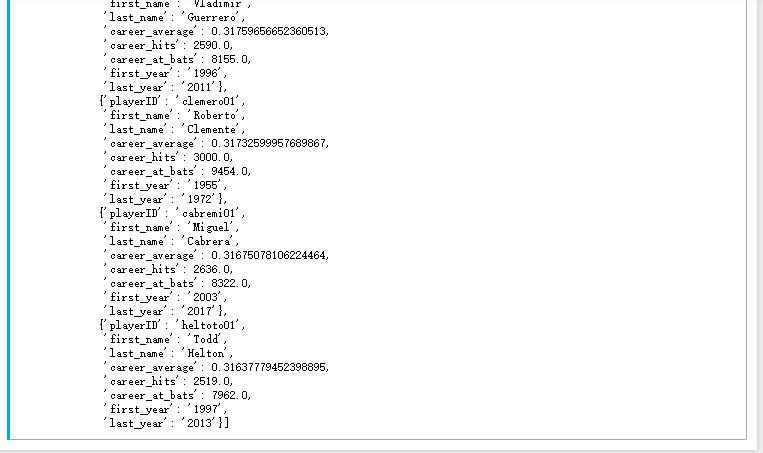 'first_name': 'Vladimir',
'last_name': 'Guerrero',
'career_average': 0.31759656652360513,
'career_hits': 2590.0,
'career_at_bats': 8155.0,
'first_year': '1996',
'last_year': '2011'},
{'playerID': 'clemero01',
'first_name': 'Roberto',
'last_name': 'Clemente',
'career_average': 0.31732599957689867,
'career_hits': 3000.0,
'career_at_bats': 9454.0,
'first_year': '1955',
'last_year': '1972'},
{'playerID': 'cabremi01',
'first_name': 'Miguel',
'last_name': 'Cabrera',
'career_average': 0.31675078106224464,
'career_hits': 2636.0,
'career_at_bats': 8322.0,
'first_year': '2003',
'last_year': '2017'},
{'playerID': 'heltoto01',
'first_name': 'Todd',
'last_name': 'Helton',
'career_average': 0.31637779452398895,
'career_hits': 2519.0,
'career_at_bats': 7962.0,
'first_year': '1997',
'last_year': '2013'}]